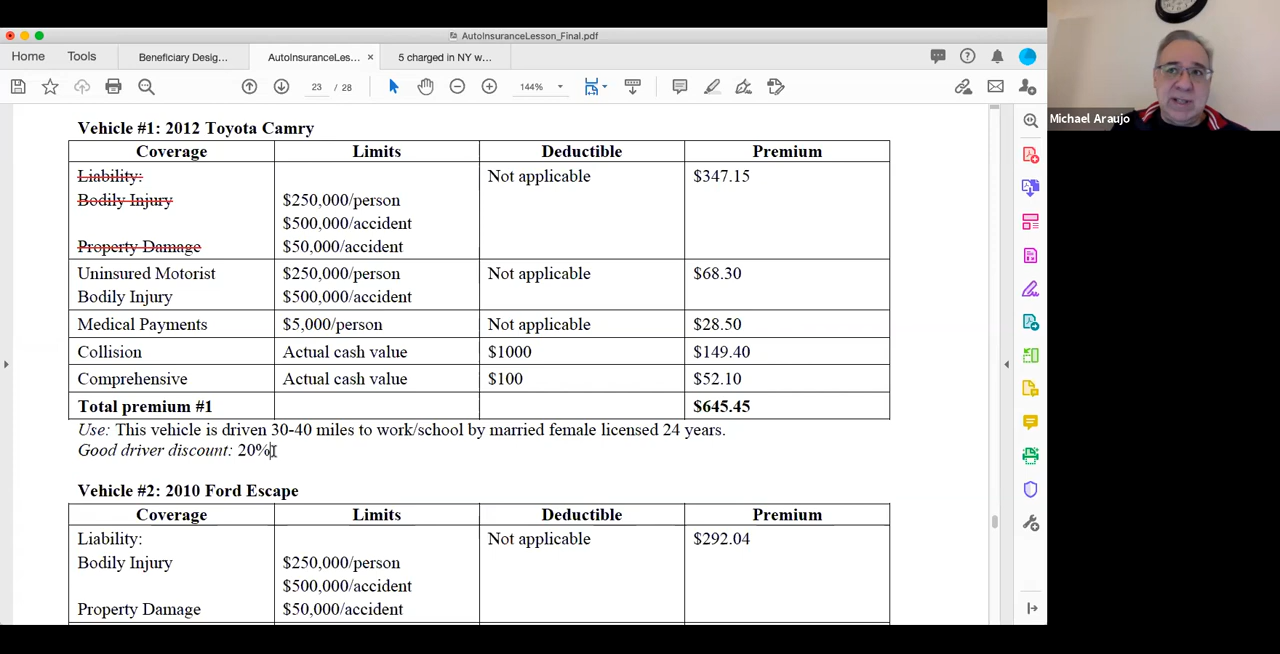 AutoInsuranceLesson_Final.pdf
Home Tools Beneficiary Desig... AutoInsuranceLes... × 5 charged in NY w...
23 / 28 144%
Michael Araujo
Vehicle #1: 2012 Toyota Camry
Coverage Limits Deductible Premium
Liability: Not applicable $347.15
Bodily Injury $250,000/person
$500,000/accident
Property Damage $50,000/accident
Uninsured Motorist $250,000/person Not applicable $68.30
Bodily Injury $500,000/accident
Medical Payments $5,000/person Not applicable $28.50
Collision Actual cash value $1000 $149.40
Comprehensive Actual cash value $100 $52.10
Total premium #1 $645.45
Use: This vehicle is driven 30-40 miles to work/school by married female licensed 24 years.
Good driver discount: 20%
Vehicle #2: 2010 Ford Escape
Coverage Limits Deductible Premium
Liability: Not applicable $292.04
Bodily Injury $250,000/person
$500,000/accident
Property Damage $50,000/accident